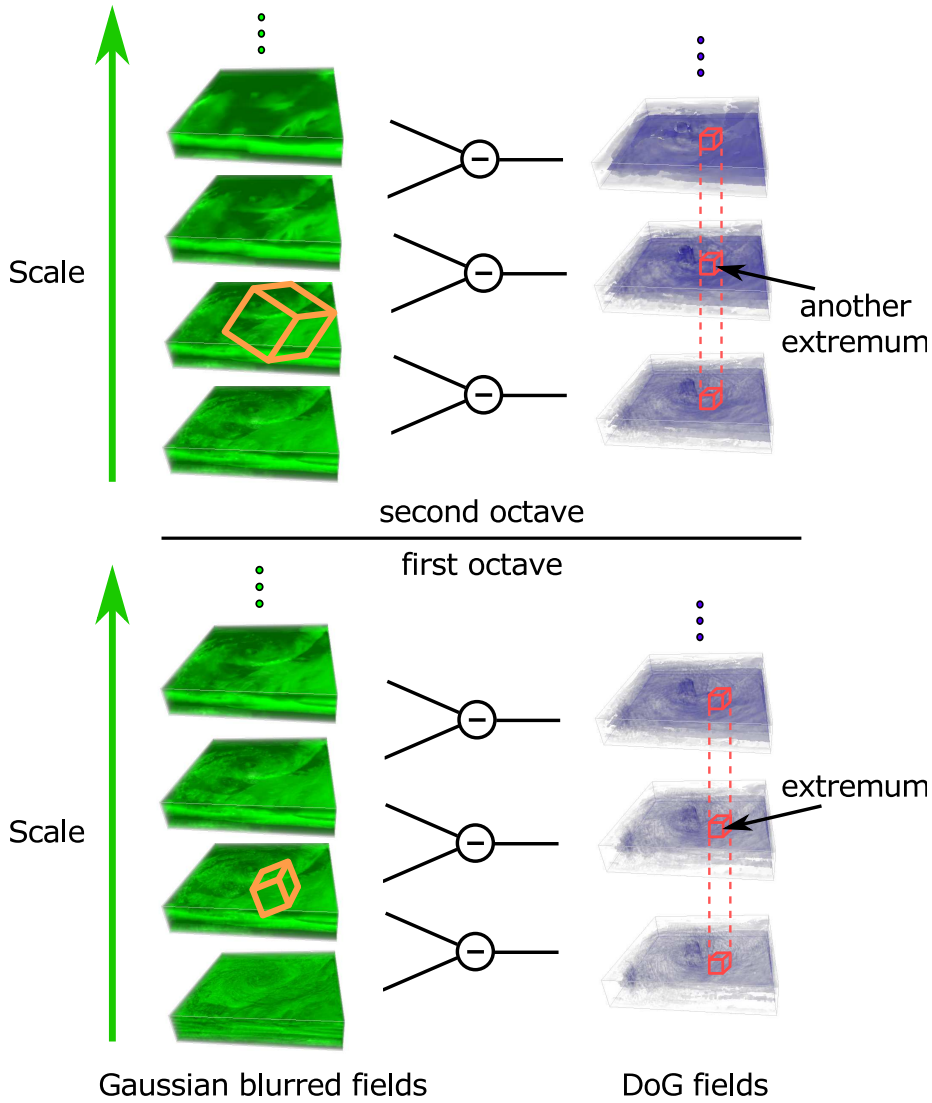 Scale
another
extremum
second octave
first octave
extremum
Scale
Gaussian blurred fields
DoG fields